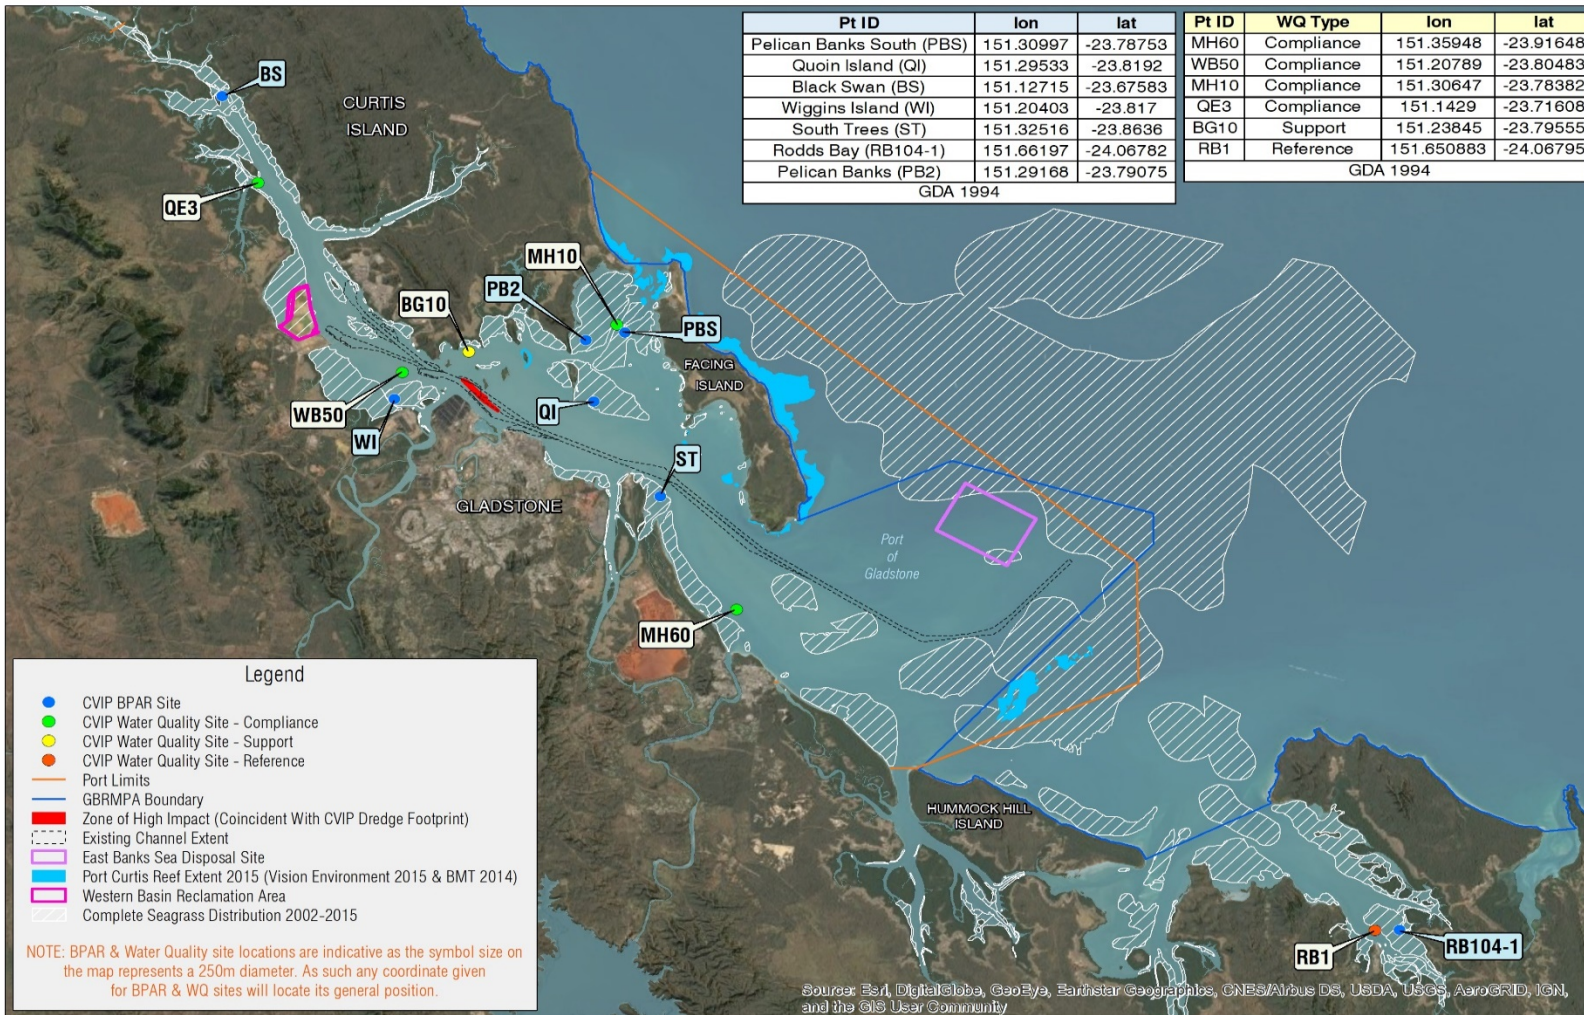 Pt ID lon lat
Pelican Banks South (PBS) 151.30997 -23.78753
Quoin Island (QI) 151.29533 -23.8192
Black Swan (BS) 151.12715 -23.67583
Wiggins Island (WI) 151.20403 -23.817
South Trees (ST) 151.32516 -23.8636
Rodds Bay (RB104-1) 151.66197 -24.06782
Pelican Banks (PB2) 151.29168 -23.79075
GDA 1994
Pt ID WQ Type lon lat
MH60 Compliance 151.35948 -23.91648
WB50 Compliance 151.20789 -23.80483
MH10 Compliance 151.30647 -23.78382
QE3 Compliance 151.1429 -23.71608
BG10 Support 151.23845 -23.79555
RB1 Reference 151.650883 -24.06795
GDA 1994
BS
CURTIS
ISLAND
QE3
MH10
PB2
BG10
PBS
FACING
ISLAND
WB50
QI
WI
ST
GLADSTONE
Port
of
Gladstone
MH60
HUMMOCK HILL
ISLAND
RB1
RB104-1
Legend
CVIP BPAR Site
CVIP Water Quality Site - Compliance
CVIP Water Quality Site - Support
CVIP Water Quality Site - Reference
Port Limits
GBRMPA Boundary
Zone of High Impact (Coincident With CVIP Dredge Footprint)
Existing Channel Extent
East Banks Sea Disposal Site
Port Curtis Reef Extent 2015 (Vision Environment 2015 & BMT 2014)
Western Basin Reclamation Area
Complete Seagrass Distribution 2002-2015
NOTE: BPAR & Water Quality site locations are indicative as the symbol size on
the map represents a 250m diameter. As such any coordinate given
for BPAR & WQ sites will locate its general position.
Source: Esri, DigitalGlobe, GeoEye, Earthstar Geographics, CNES/Airbus DS, USDA, USGS, AeroGRID, IGN,
and the GIS User Community